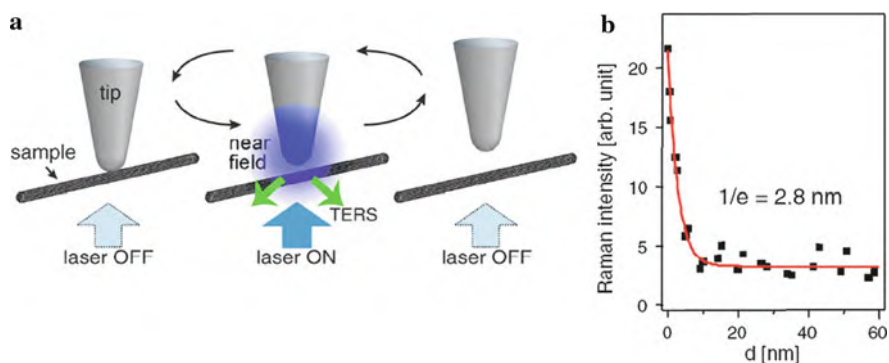 a
tip
sample
near
field
TERS
laser OFF
laser ON
laser OFF
b
Raman intensity [arb. unit]
20
15
10
5
0
1/e = 2.8 nm
0
20
40
60
d [nm]